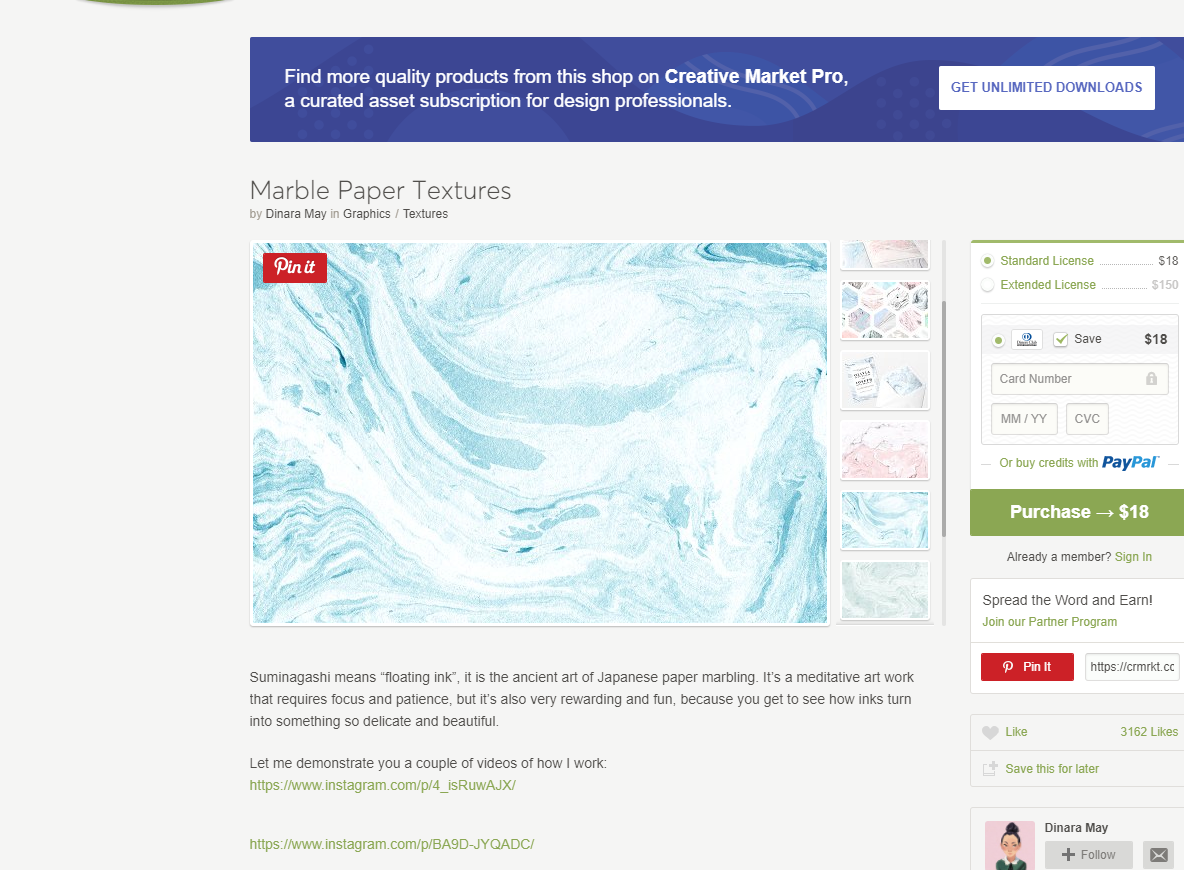 Find more quality products from this shop on Creative Market Pro,
a curated asset subscription for design professionals.
GET UNLIMITED DOWNLOADS
Marble Paper Textures
by Dinara May in Graphics / Textures
Pin it
Standard License $18
Extended License $150
Save $18
Card Number
MM / YY CVC
Or buy credits with PayPal
Purchase → $18
Already a member? Sign In
Spread the Word and Earn!
Join our Partner Program
Pin It https://crmrkt.cc
Like 3162 Likes
Save this for later
Dinara May
Follow
Suminagashi means “floating ink”, it is the ancient art of Japanese paper marbling. It’s a meditative art work
that requires focus and patience, but it’s also very rewarding and fun, because you get to see how inks turn
into something so delicate and beautiful.
Let me demonstrate you a couple of videos of how I work:
https://www.instagram.com/p/4_isRuwAJX/
https://www.instagram.com/p/BA9D-JYQADC/